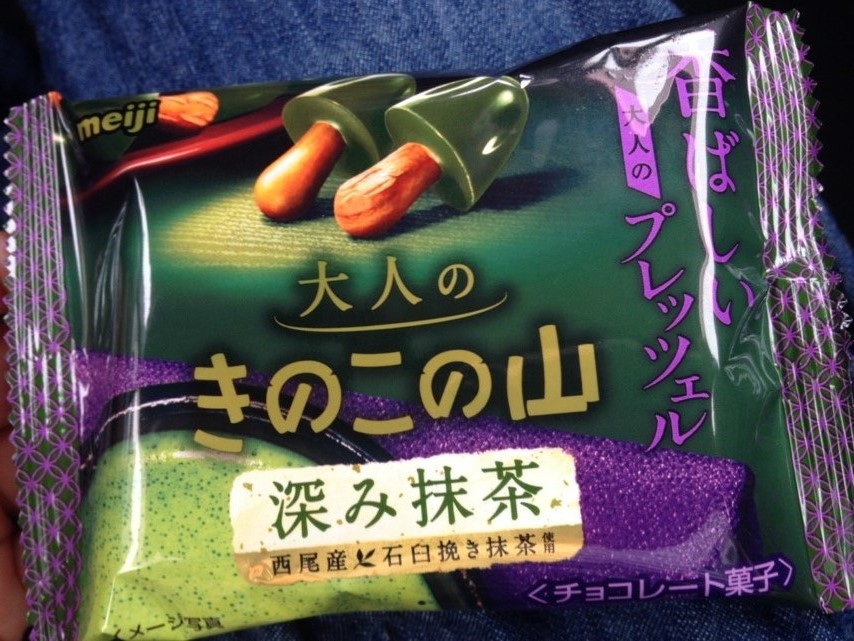 meiji
香ばしい
大人の
プレッツェル
大人の
きのこの山
深み抹茶
西尾産 石臼挽き抹茶使用
〈チョコレート菓子〉
イメージ写真